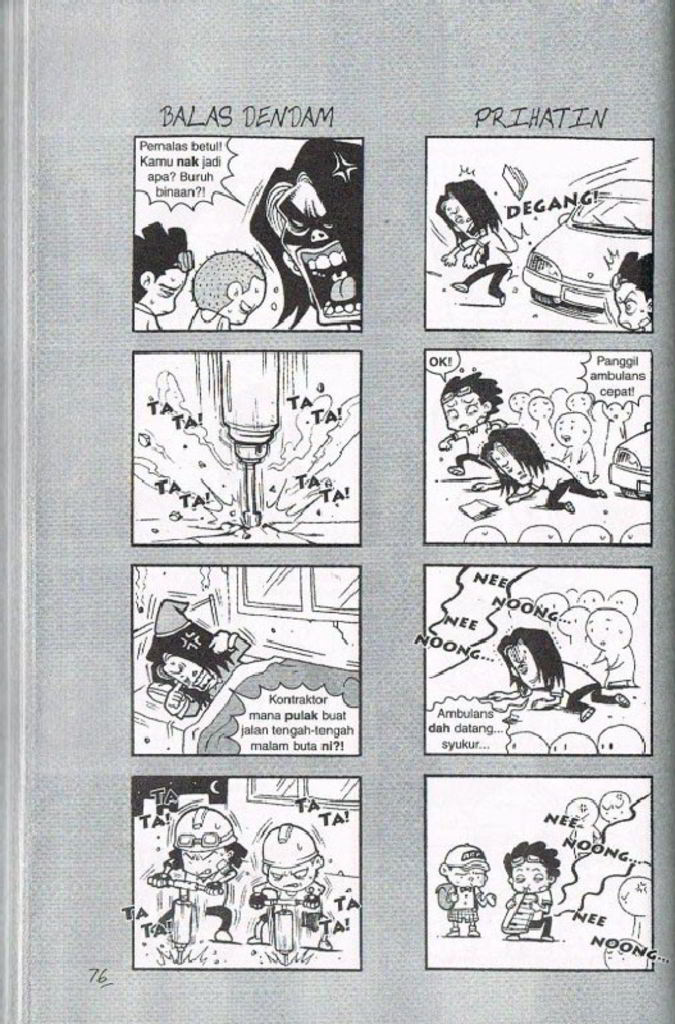 BALAS DENDAM
Pemalas betul!
Kamu nak jadi
apa? Buruh
binaan?!
TA
TA!
TA
TA!
TA
TA!
TA
TA!
Kontraktor
mana pulak buat
jalan tengah-tengah
malam buta ni?!
TA
TA!
TA
TA!
TA
TA!
TA
TA!
PRIHATIN
DEGANG!
OK!!
Panggil
ambulans
cepat!
NEE
NOONG...
NEE
NOONG...
Ambulans
dah datang...
syukur...
NEE
NOONG...
NEE
NOONG...
76